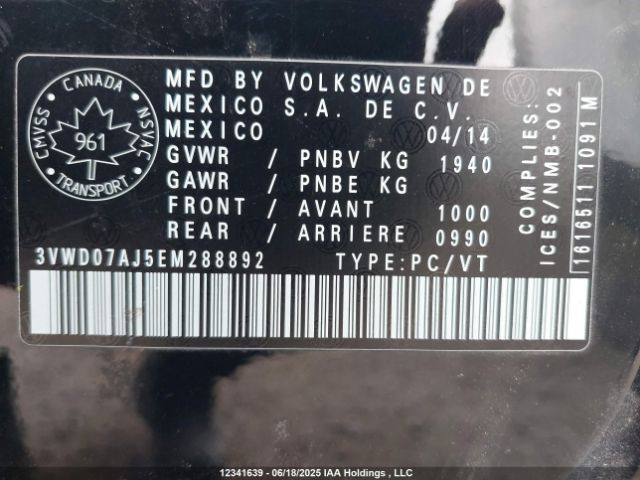 CANADA
CMVSS
NSVAC
961
TRANSPORT
MFD BY VOLKSWAGEN DE
MEXICO S.A. DE C.V.
MEXICO 04/14
GVWR / PNBV KG 1940
GAWR / PNBE KG
FRONT / AVANT 1000
REAR / ARRIERE 0990
3VWD07AJ5EM288892 TYPE:PC/VT
COMPLIES:
ICES/NMB-002
1616511 1091 M
12341639 - 06/18/2025 IAA Holdings , LLC